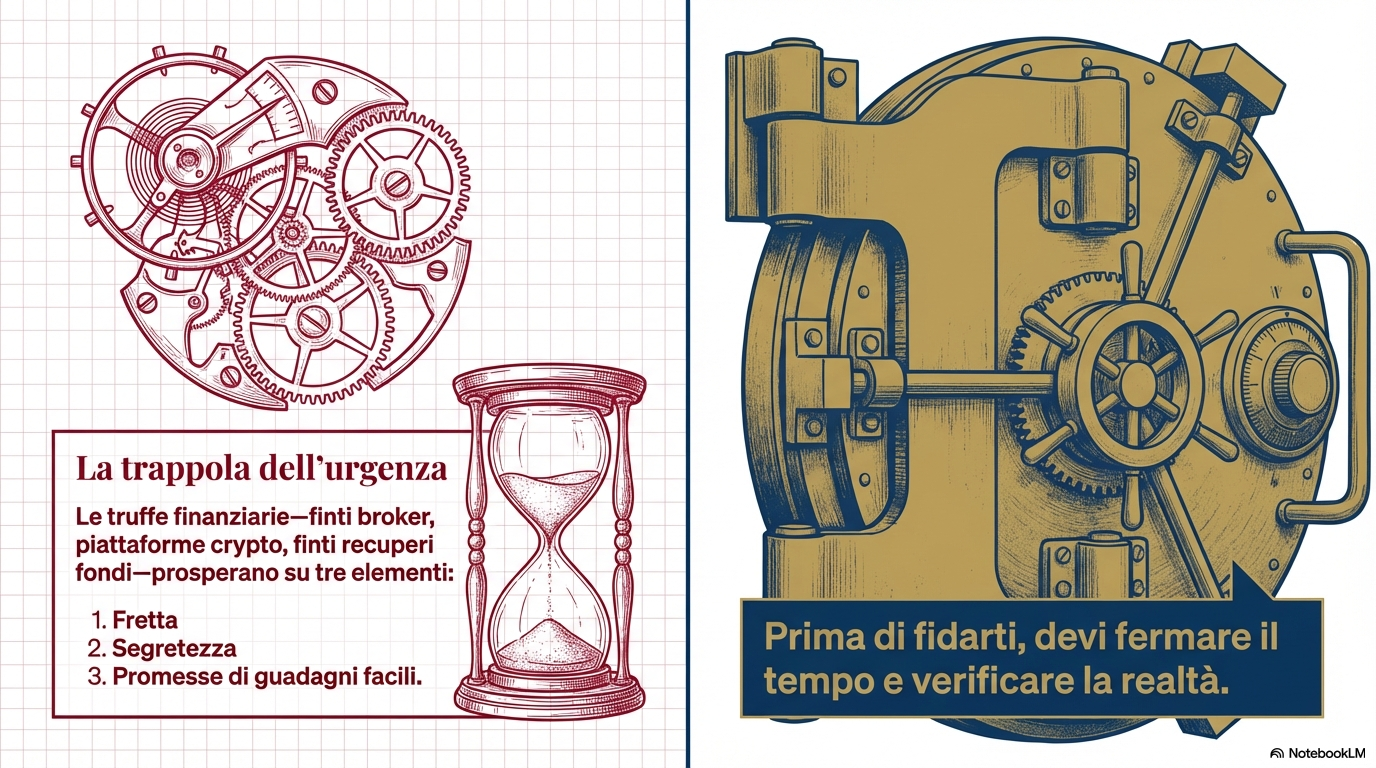 La trappola dell’urgenza
Le truffe finanziarie—finti broker,
piattaforme crypto, finti recuperi
fondi—prosperano su tre elementi:
1. Fretta
2. Segretezza
3. Promesse di guadagni facili.
Prima di fidarti, devi fermare il
tempo e verificare la realtà.
NotebookLM